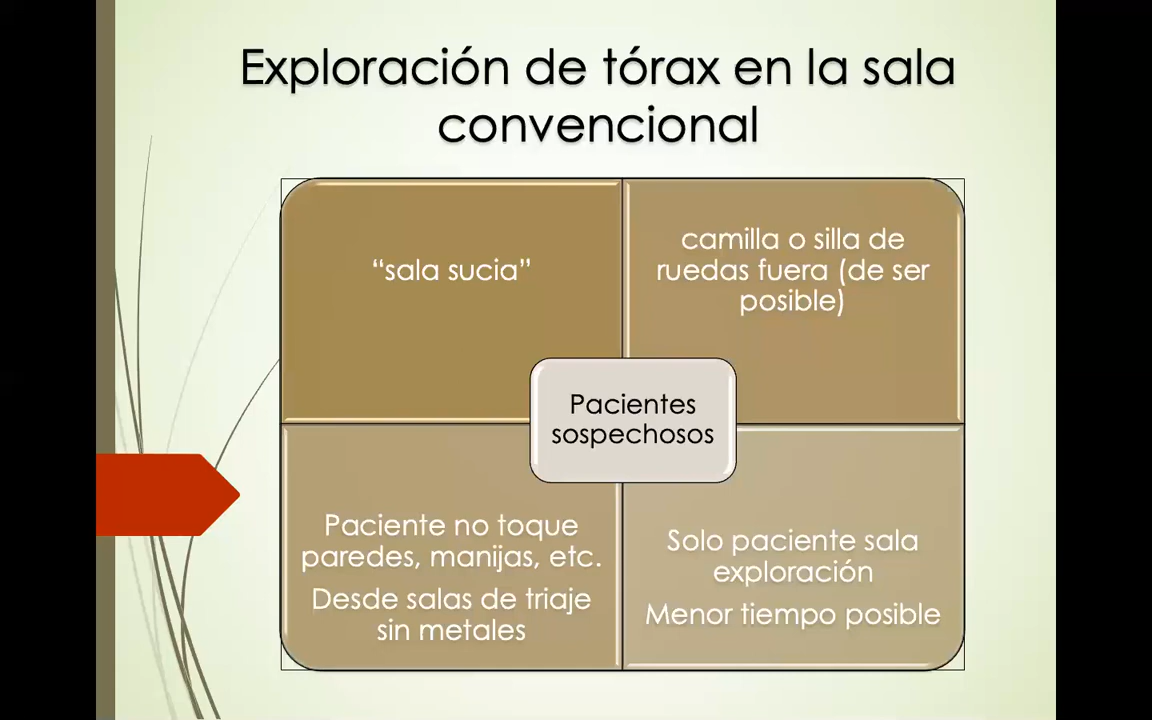 Exploración de tórax en la sala
convencional
“sala sucia”
camilla o silla de
ruedas fuera (de ser
posible)
Pacientes
sospechosos
Paciente no toque
paredes, manijas, etc.
Desde salas de triaje
sin metales
Solo paciente sala
exploración
Menor tiempo posible